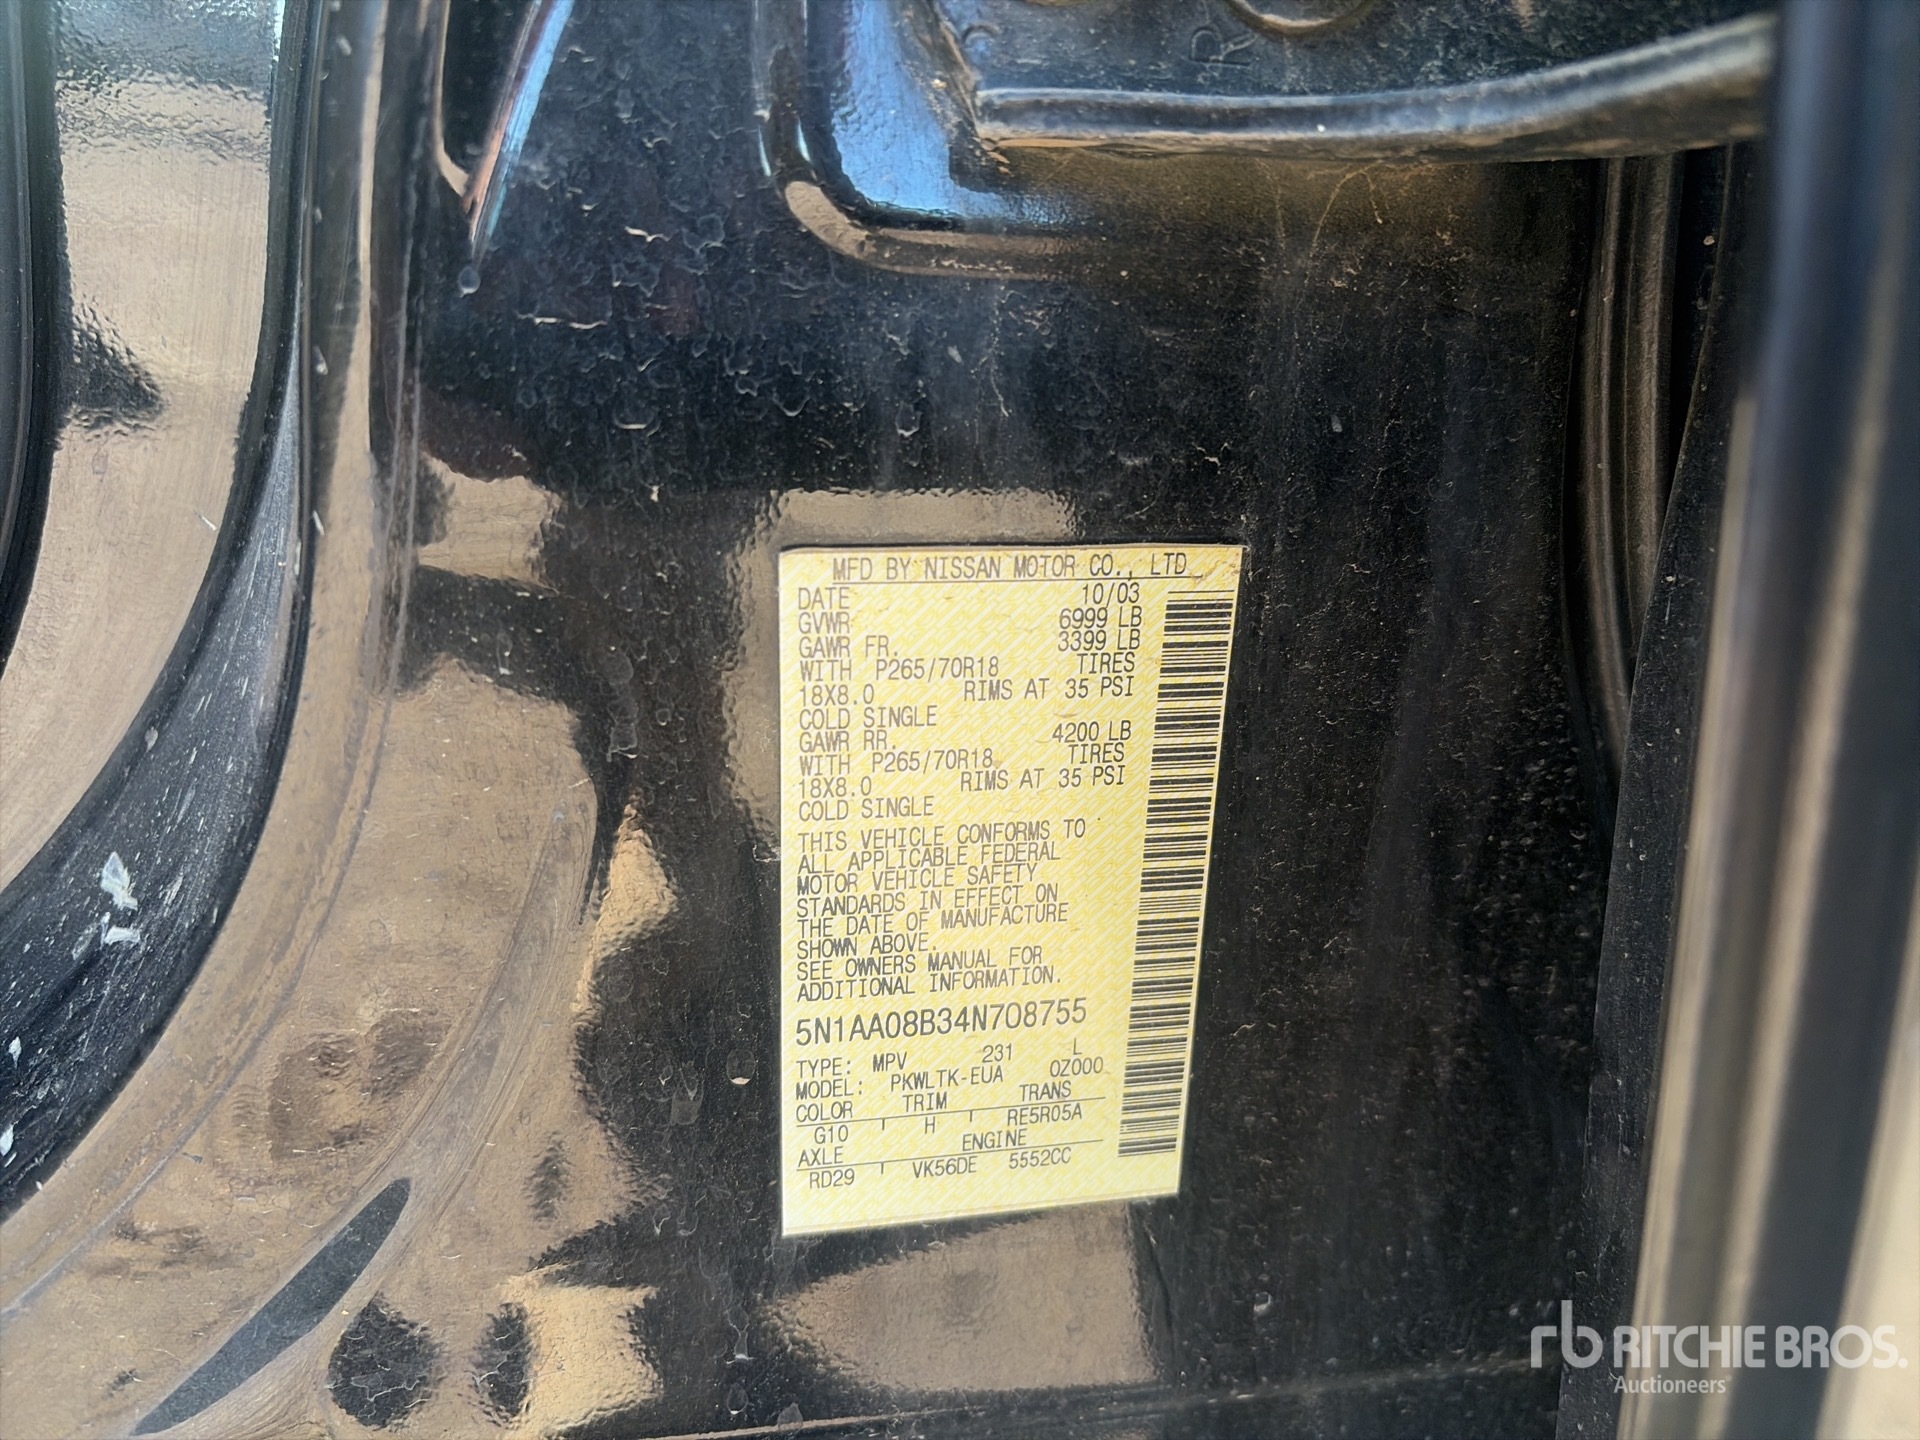 R
MFD BY NISSAN MOTOR CO., LTD
DATE 10/03
GVWR 6999 LB
GAWR FR. 3399 LB
WITH P265/70R18 TIRES
18X8.0 RIMS AT 35 PSI
COLD SINGLE
GAWR RR. 4200 LB
WITH P265/70R18 TIRES
18X8.0 RIMS AT 35 PSI
COLD SINGLE
THIS VEHICLE CONFORMS TO
ALL APPLICABLE FEDERAL
MOTOR VEHICLE SAFETY
STANDARDS IN EFFECT ON
THE DATE OF MANUFACTURE
SHOWN ABOVE.
SEE OWNERS MANUAL FOR
ADDITIONAL INFORMATION.
5N1AA08B34N708755
TYPE: MPV 231 L
MODEL: PKWLTK-EUA 0Z000
COLOR TRIM TRANS
G10 H RE5R05A
AXLE ENGINE
RD29 VK56DE 5552CC
rb RITCHIE BROS.
Auctioneers